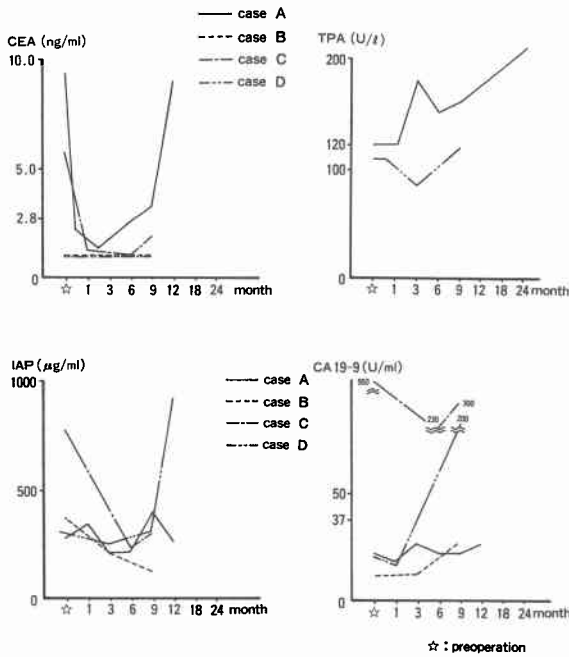 CEA (ng/ml)
case A
case B
case C
case D
10.0
5.0
2.8
0
☆ 1 3 6 9 12 18 24 month
TPA (U/ℓ)
200
120
100
0
☆ 1 3 6 9 12 18 24 month
IAP (μg/ml)
case A
case B
case C
case D
1000
500
0
☆ 1 3 6 9 12 18 24 month
CA19-9 (U/ml)
230
300
200
50
37
0
☆ 1 3 6 9 12 18 24 month
☆ : preoperation